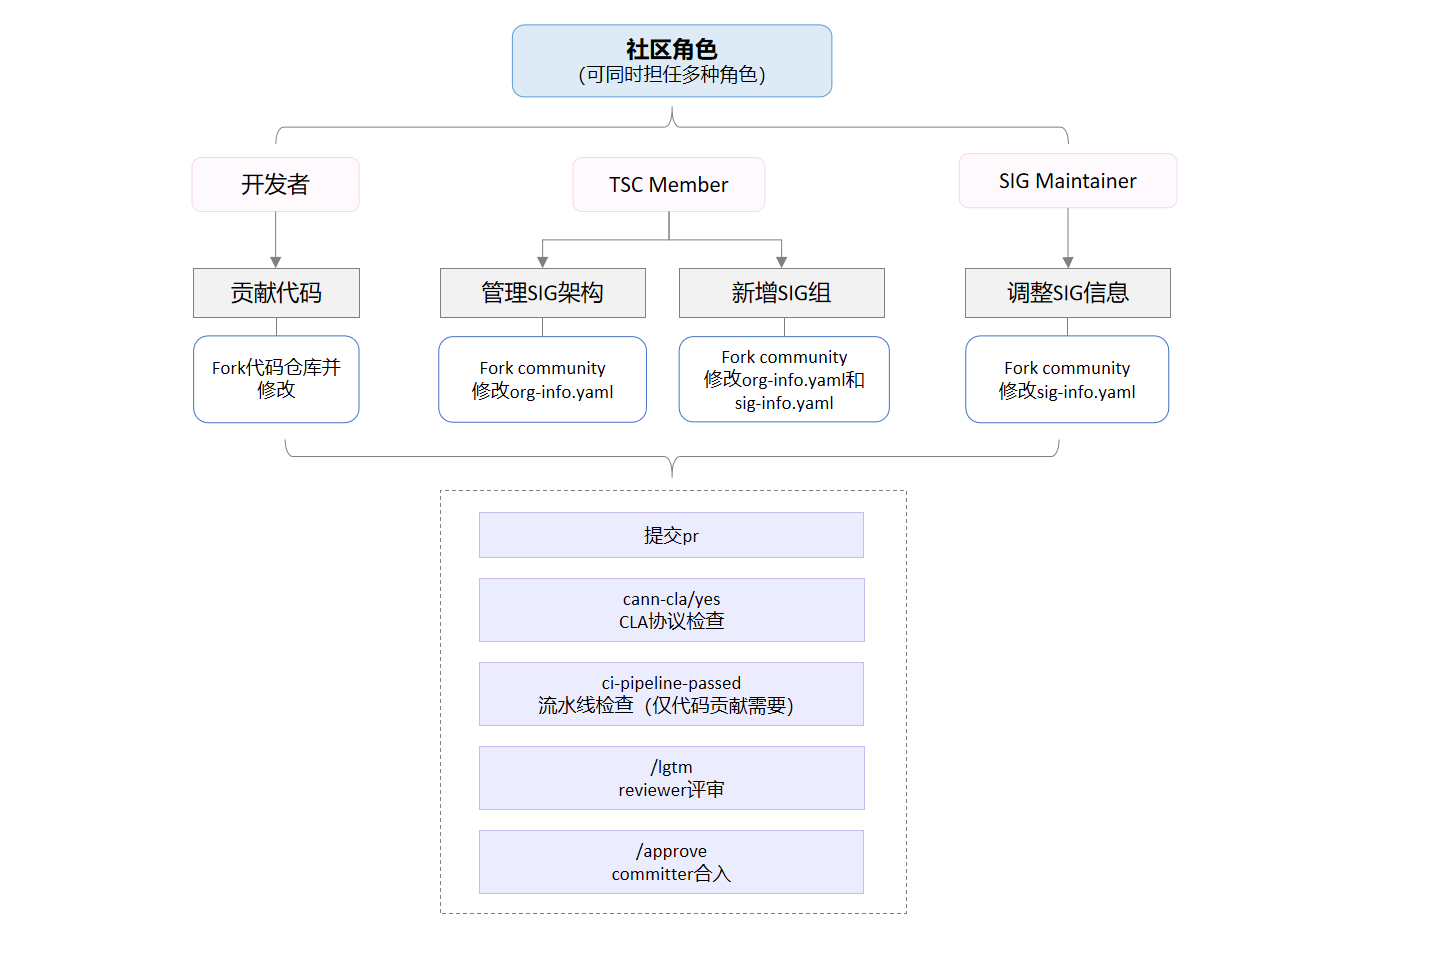 社区角色
（可同时担任多种角色）
开发者
TSC Member
SIG Maintainer
贡献代码
管理SIG架构
新增SIG组
调整SIG信息
Fork代码仓库并
修改
Fork community
修改org-info.yaml
Fork community
修改org-info.yaml和
sig-info.yaml
Fork community
修改sig-info.yaml
提交pr
cann-cla/yes
CLA协议检查
ci-pipeline-passed
流水线检查（仅代码贡献需要）
/lgtm
reviewer评审
/approve
committer合入